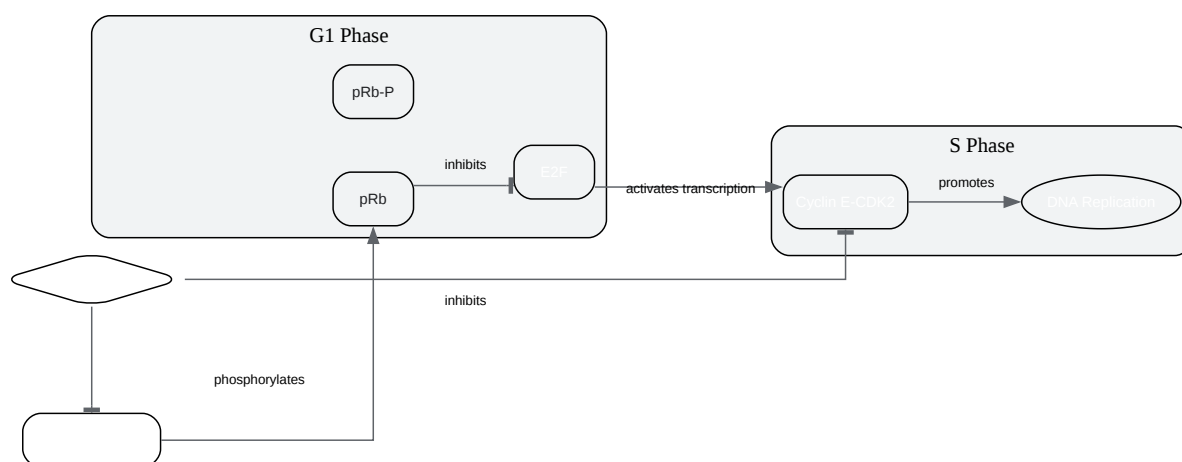 G1 Phase
pRb-P
S Phase
inhibits
E2F
promotes
activates transcription
pRb
Cyclin E-CDK2
DNA Replication
inhibits
phosphorylates